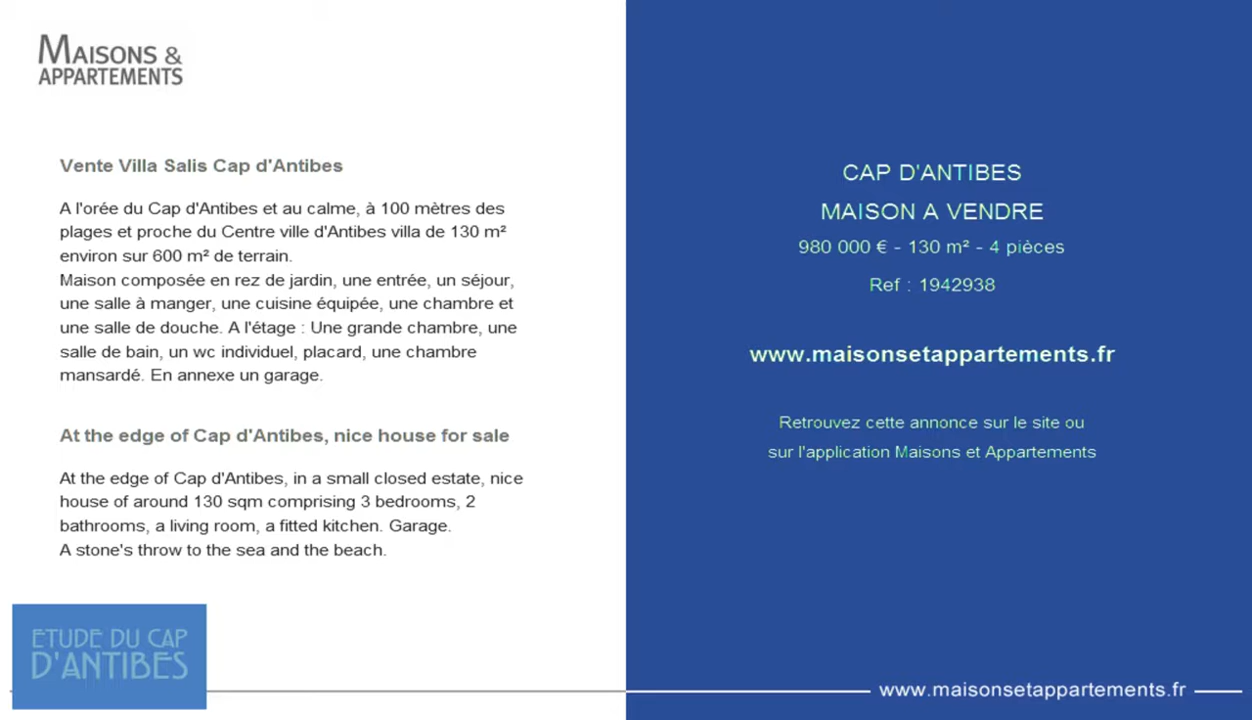 MAISONS &
APPARTEMENTS
Vente Villa Salis Cap d'Antibes
A l'orée du Cap d'Antibes et au calme, à 100 mètres des
plages et proche du Centre ville d'Antibes villa de 130 m²
environ sur 600 m² de terrain.
Maison composée en rez de jardin, une entrée, un séjour,
une salle à manger, une cuisine équipée, une chambre et
une salle de douche. A l'étage : Une grande chambre, une
salle de bain, un wc individuel, placard, une chambre
mansardé. En annexe un garage.
At the edge of Cap d'Antibes, nice house for sale
At the edge of Cap d'Antibes, in a small closed estate, nice
house of around 130 sqm comprising 3 bedrooms, 2
bathrooms, a living room, a fitted kitchen. Garage.
A stone's throw to the sea and the beach.
ETUDE DU CAP
D'ANTIBES
CAP D'ANTIBES
MAISON A VENDRE
980 000 € - 130 m² - 4 pièces
Ref : 1942938
www.maisonsetappartements.fr
Retrouvez cette annonce sur le site ou
sur l'application Maisons et Appartements
www.maisonsetappartements.fr